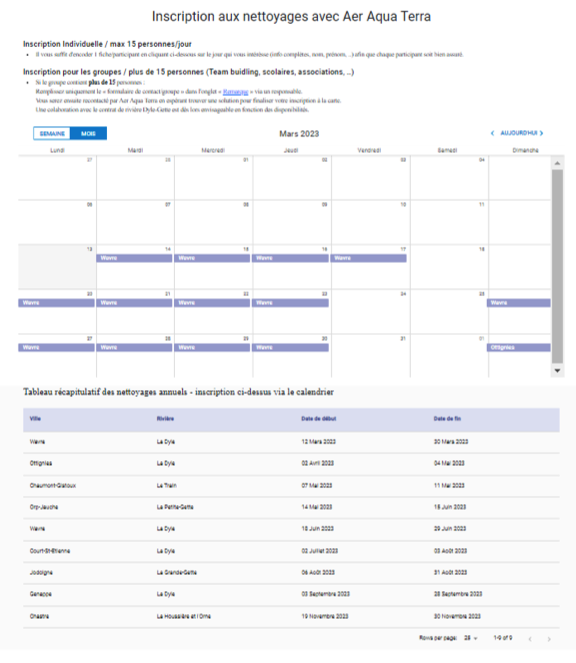 Inscription aux nettoyages avec Aer Aqua Terra
Inscription Individuelle / max 15 personnes/jour
• Il vous suffit d'encoder 1 fiche/participant en cliquant ci-dessus sur le jour qui vous intéresse (info complètes, nom, prénom, ...) afin que chaque participant soit bien assuré.
Inscription pour les groupes / plus de 15 personnes (Team buidling, scolaires, associations, ...)
• Si le groupe contient plus de 15 personnes :
Remplissez uniquement le « formulaire de contact groupe » dans l'onglet « Remarque » via un responsable.
Vous serez ensuite recontacté par Aer Aqua Terra en espérant trouver une solution pour finaliser votre inscription à la carte.
Une colaboration avec le contrat de rivière Dyle-Gette est dès lors envisageable en fonction des disponibilités.
SEMAINE MOIS Mars 2023 < AUJOURD'HUI >
Lundi Mardi Mercredi Jeudi Vendredi Samedi Dimanche
27 28 01 02 03 04
06 07 08 09 10 11
13 14 15 16 17 18
Wavre Wavre Wavre Wavre
20 21 22 23 24 25
Wavre Wavre Wavre Wavre Wavre
27 28 29 30 31 01
Wavre Wavre Wavre Wavre Ottignies
Tableau récapitulatif des nettoyages annuels - inscription ci-dessus via le calendrier
Ville Rivière Date de début Date de fin
Wavre La Dyle 13 Mars 2023 30 Mars 2023
Ottignies La Dyle 02 Avril 2023 04 Mai 2023
Chaumont-Gistoux Le Train 07 Mai 2023 11 Mai 2023
Orp-Jauche La Petite-Gette 14 Mai 2023 15 Juin 2023
Wavre La Dyle 18 Juin 2023 29 Juin 2023
Court-St-Etienne La Dyle 02 Juillet 2023 03 Août 2023
Jodoigne La Grande-Gette 06 Août 2023 31 Août 2023
Genappe La Dyle 03 Septembre 2023 28 Septembre 2023
Chastre La Houssière et l'Orne 19 Novembre 2023 30 Novembre 2023
Rows per page: 25 1-9 of 9 < >